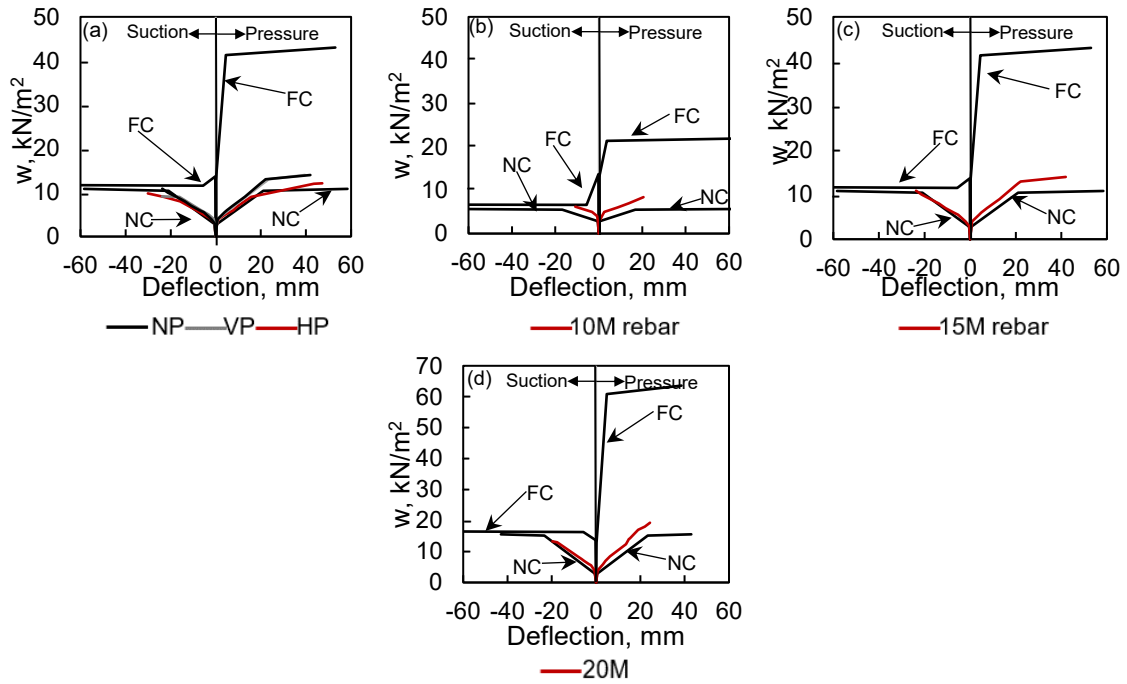 (a) Suction Pressure
50
40
30
20
10
0
w, kN/m²
FC
FC
NC
NC
-60 -40 -20 0 20 40 60
Deflection, mm
NP VP HP
(b) Suction Pressure
50
40
30
20
10
0
w, kN/m²
FC
FC
NC
NC
-60 -40 -20 0 20 40 60
Deflection, mm
10M rebar
(c) Suction Pressure
50
40
30
20
10
0
w, kN/m²
FC
FC
NC
NC
-60 -40 -20 0 20 40 60
Deflection, mm
15M rebar
(d) Suction Pressure
70
60
50
40
30
20
10
0
w, kN/m²
FC
FC
NC
NC
-60 -40 -20 0 20 40 60
Deflection, mm
20M